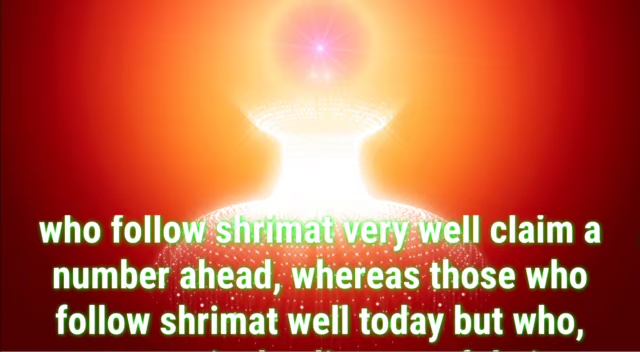 who follow shrimat very well claim a
number ahead, whereas those who
follow shrimat well today but who,